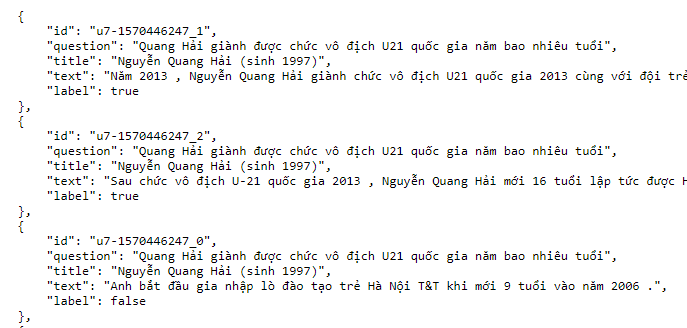 {
"id": "u7-1570446247_1",
"question": "Quang Hải giành được chức vô địch U21 quốc gia năm bao nhiêu tuổi",
"title": "Nguyễn Quang Hải (sinh 1997)",
"text": "Năm 2013 , Nguyễn Quang Hải giành chức vô địch U21 quốc gia 2013 cùng với đội trẻ
"label": true
},
{
"id": "u7-1570446247_2",
"question": "Quang Hải giành được chức vô địch U21 quốc gia năm bao nhiêu tuổi",
"title": "Nguyễn Quang Hải (sinh 1997)",
"text": "Sau chức vô địch U-21 quốc gia 2013 , Nguyễn Quang Hải mới 16 tuổi lập tức được H
"label": true
},
{
"id": "u7-1570446247_0",
"question": "Quang Hải giành được chức vô địch U21 quốc gia năm bao nhiêu tuổi",
"title": "Nguyễn Quang Hải (sinh 1997)",
"text": "Anh bắt đầu gia nhập lò đào tạo trẻ Hà Nội T&T khi mới 9 tuổi vào năm 2006 .",
"label": false
},